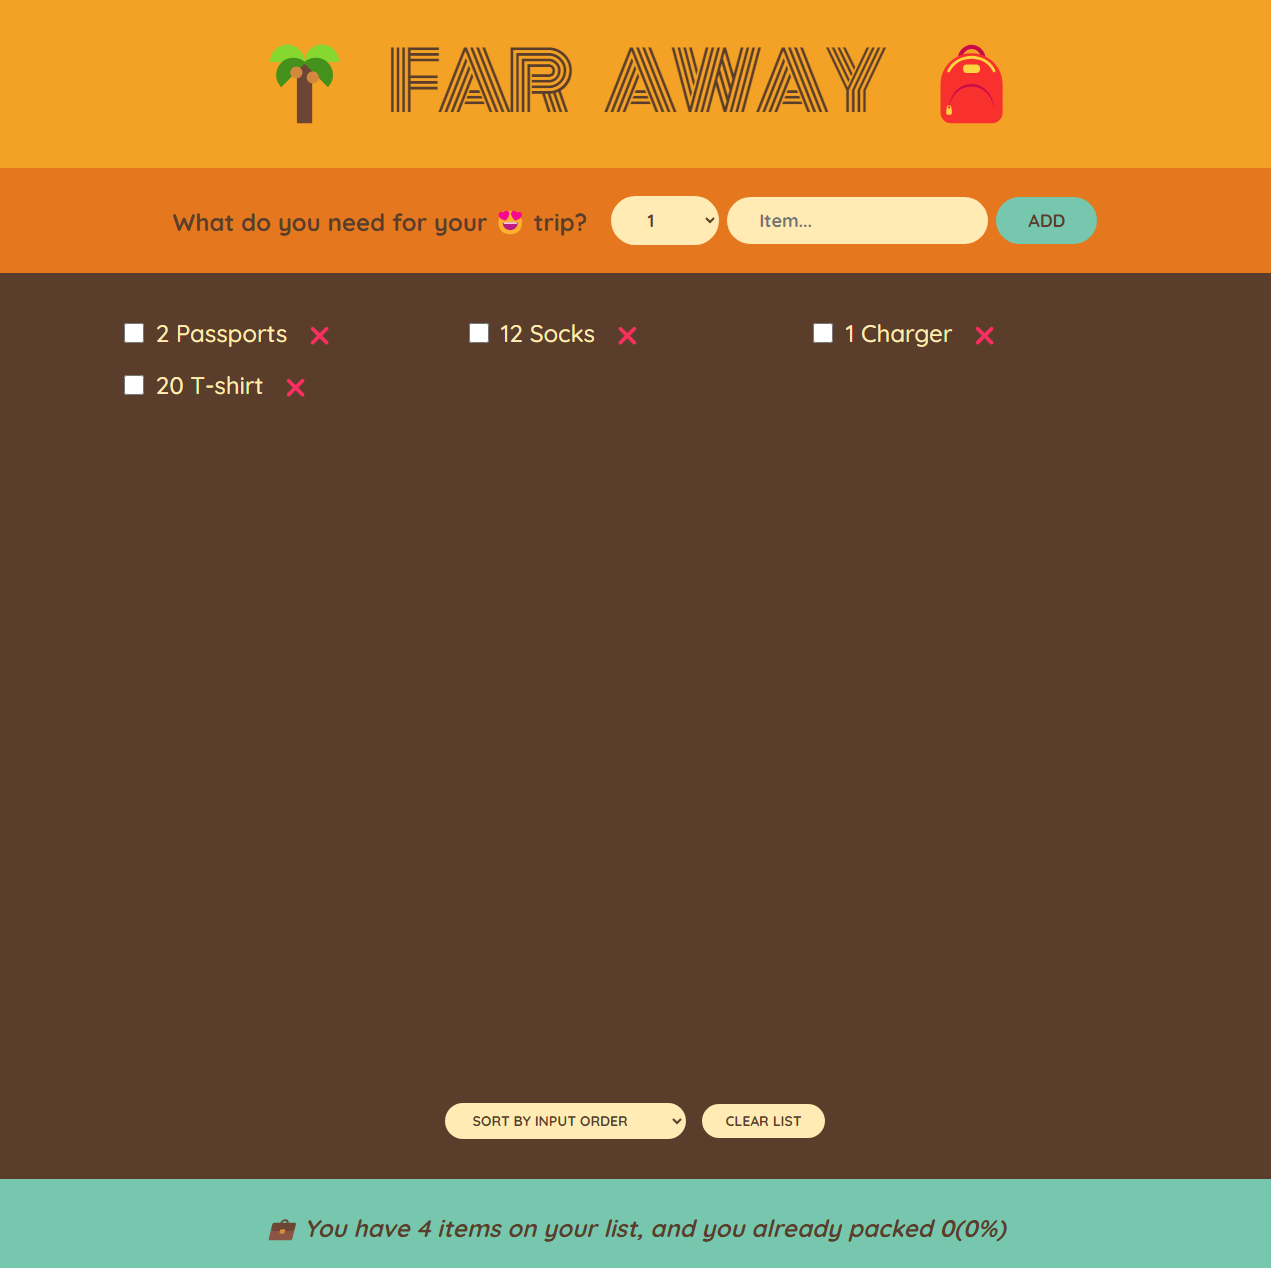 FAR AWAY
What do you need for your 😍 trip? 1 Item... ADD
2 Passports ❌ 12 Socks ❌ 1 Charger ❌
20 T-shirt ❌
SORT BY INPUT ORDER CLEAR LIST
You have 4 items on your list, and you already packed 0(0%)